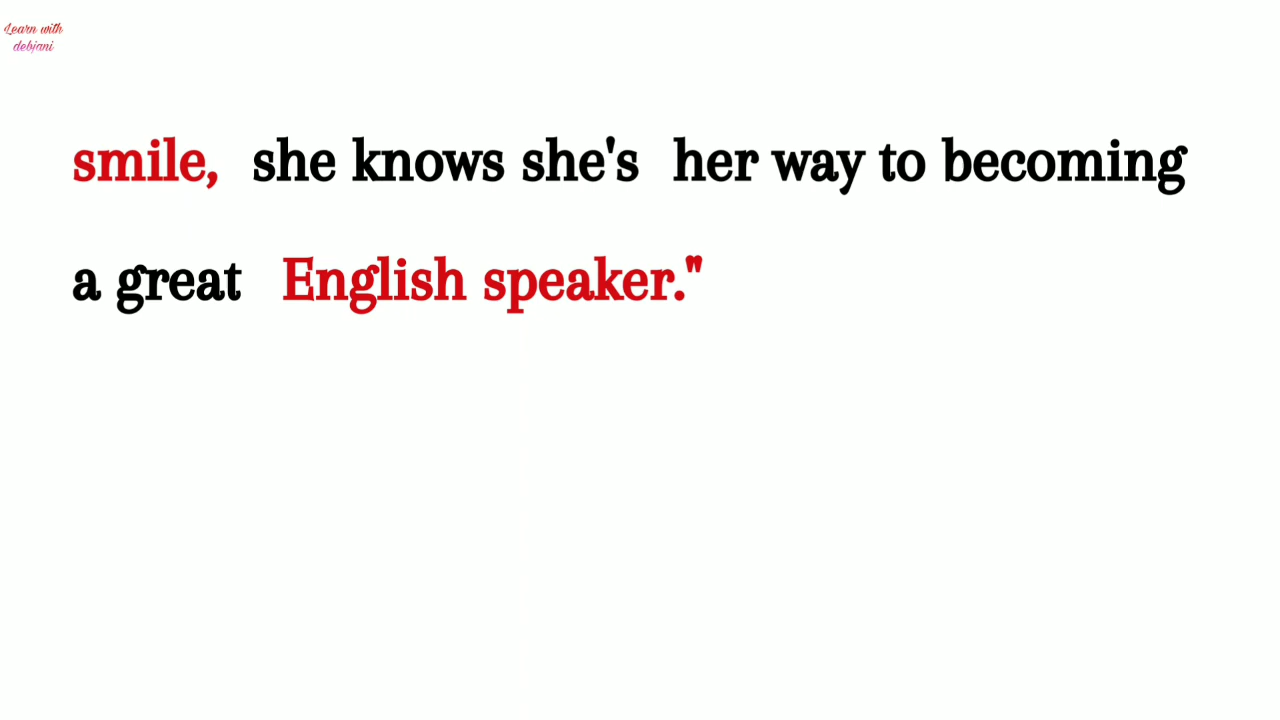 Learn with
debjani
smile, she knows she's her way to becoming
a great English speaker."